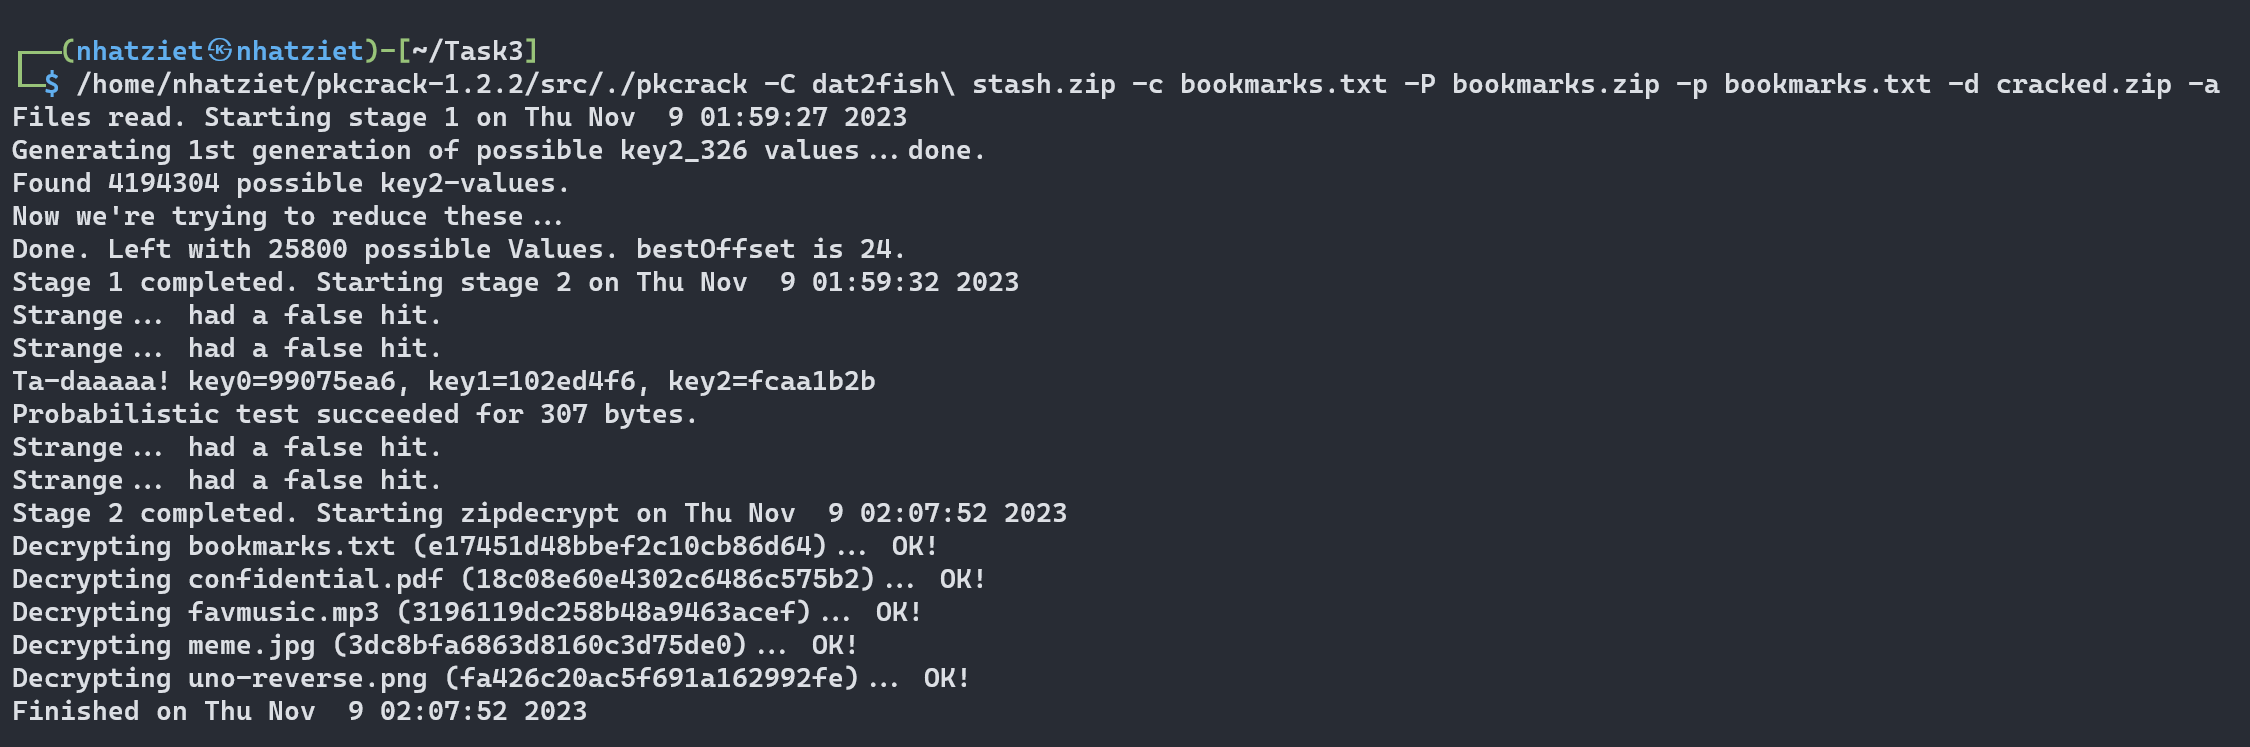 ┌──(nhatziet㉿nhatziet)-[~/Task3]
└─$ /home/nhatziet/pkcrack-1.2.2/src/./pkcrack -C dat2fish\ stash.zip -c bookmarks.txt -P bookmarks.zip -p bookmarks.txt -d cracked.zip -a
Files read. Starting stage 1 on Thu Nov  9 01:59:27 2023
Generating 1st generation of possible key2_326 values...done.
Found 4194304 possible key2-values.
Now we're trying to reduce these...
Done. Left with 25800 possible Values. bestOffset is 24.
Stage 1 completed. Starting stage 2 on Thu Nov  9 01:59:32 2023
Strange... had a false hit.
Strange... had a false hit.
Ta-daaaaa! key0=99075ea6, key1=102ed4f6, key2=fcaa1b2b
Probabilistic test succeeded for 307 bytes.
Strange... had a false hit.
Strange... had a false hit.
Stage 2 completed. Starting zipdecrypt on Thu Nov  9 02:07:52 2023
Decrypting bookmarks.txt (e17451d48bbef2c10cb86d64)... OK!
Decrypting confidential.pdf (18c08e60e4302c6486c575b2)... OK!
Decrypting favmusic.mp3 (3196119dc258b48a9463acef)... OK!
Decrypting meme.jpg (3dc8bfa6863d8160c3d75de0)... OK!
Decrypting uno-reverse.png (fa426c20ac5f691a162992fe)... OK!
Finished on Thu Nov  9 02:07:52 2023